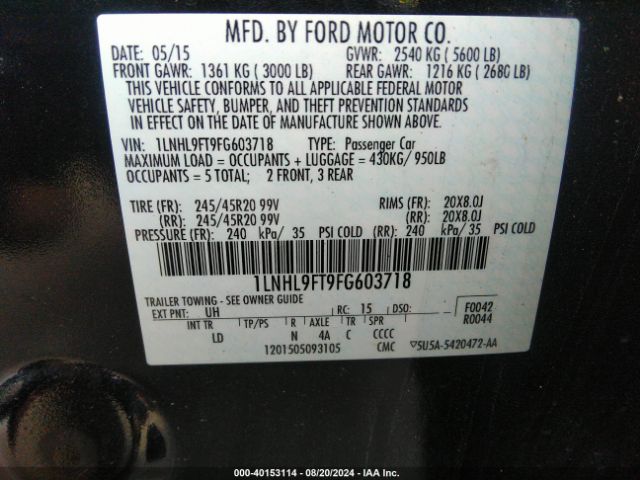 MFD. BY FORD MOTOR CO.
DATE: 05/15 GVWR: 2540 KG ( 5600 LB)
FRONT GAWR: 1361 KG ( 3000 LB) REAR GAWR: 1216 KG ( 2680 LB)
THIS VEHICLE CONFORMS TO ALL APPLICABLE FEDERAL MOTOR
VEHICLE SAFETY, BUMPER, AND THEFT PREVENTION STANDARDS
IN EFFECT ON THE DATE OF MANUFACTURE SHOWN ABOVE.
VIN: 1LNHL9FT9FG603718 TYPE: Passenger Car
MAXIMUM LOAD = OCCUPANTS + LUGGAGE = 430KG/ 950LB
OCCUPANTS = 5 TOTAL; 2 FRONT, 3 REAR
TIRE (FR): 245/45R20 99V RIMS (FR): 20X8.0J
(RR): 245/45R20 99V (RR): 20X8.0J
PRESSURE (FR): 240 kPa/ 35 PSI COLD (RR): 240 kPa/ 35 PSI COLD
1LNHL9FT9FG603718
TRAILER TOWING - SEE OWNER GUIDE
EXT PNT: UH RC: 15 DSO: F0042
R0044
INT TR TP/PS R AXLE TR SPR
LD N 4A C CCCC
1201505093105 CMC ▽SU5A-5420472-AA
000-40153114 - 08/20/2024 - IAA Inc.